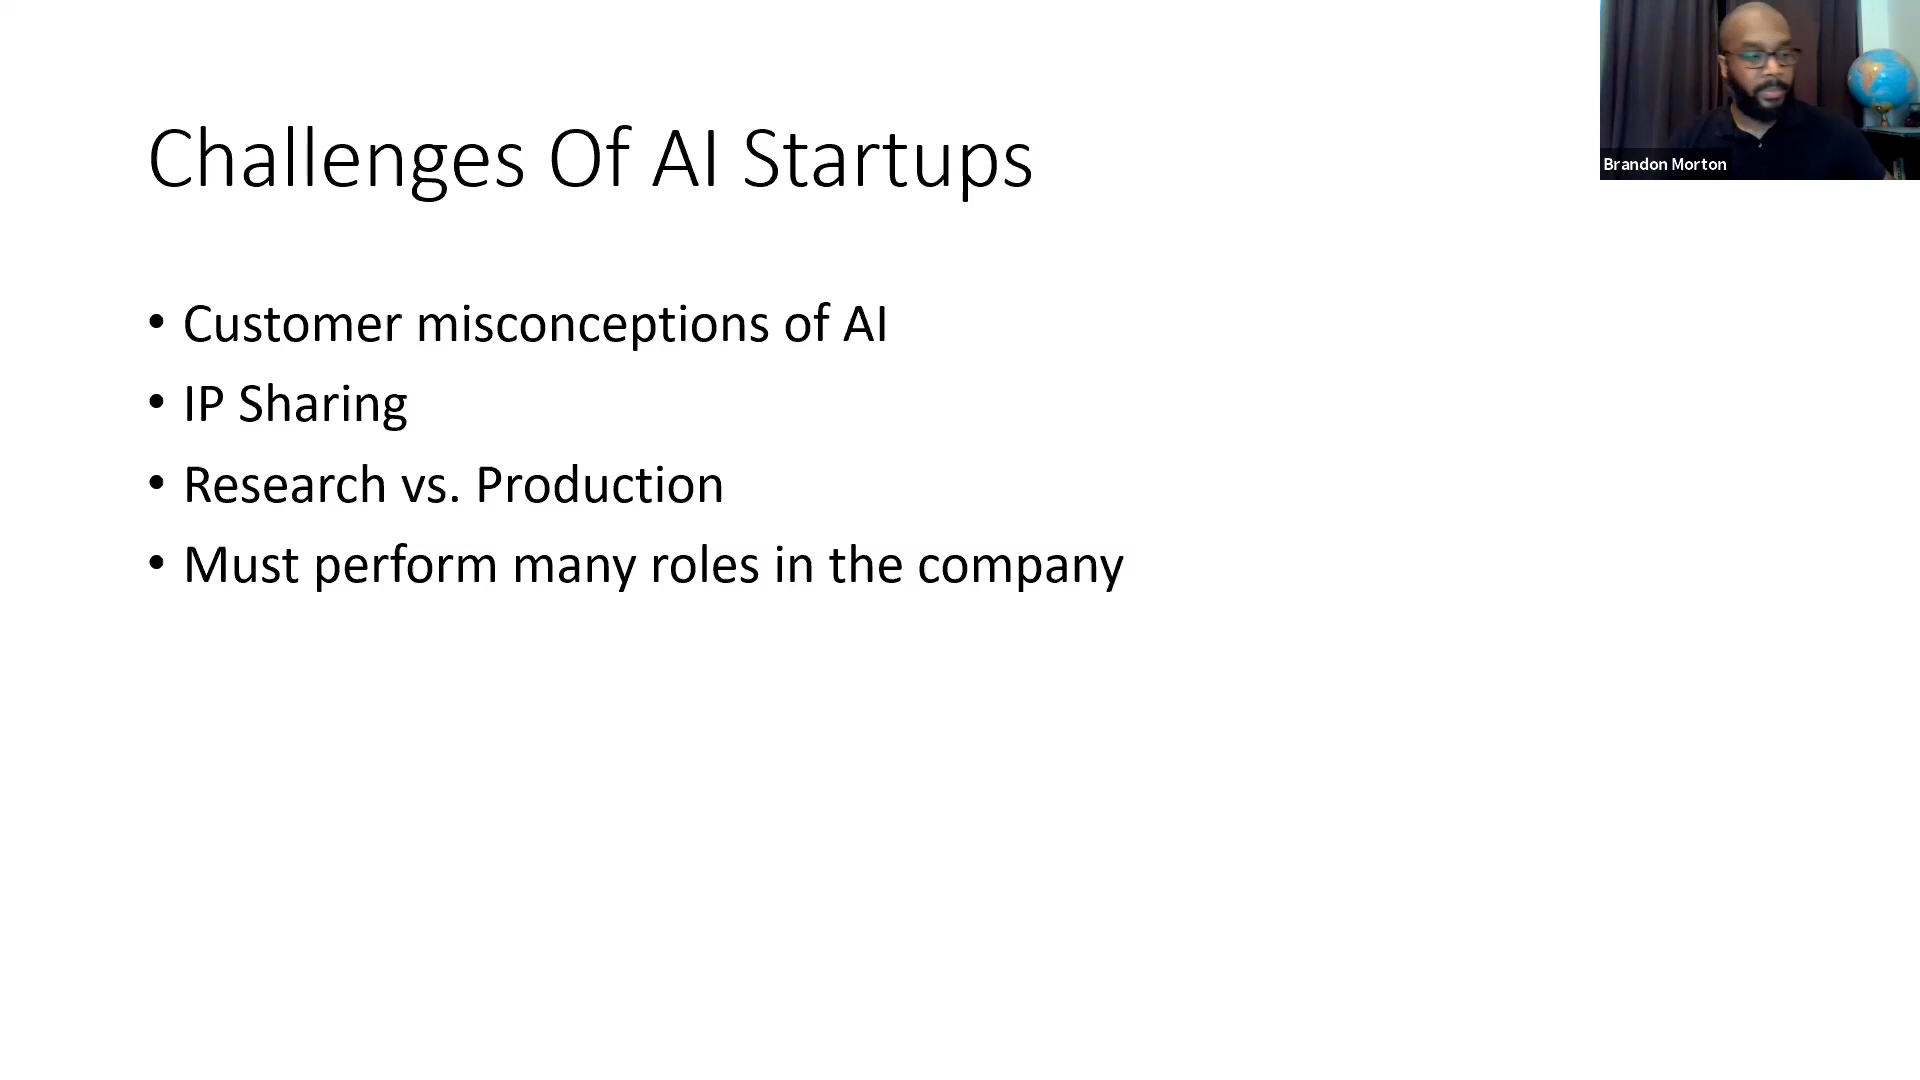 Challenges Of AI Startups
• Customer misconceptions of AI
• IP Sharing
• Research vs. Production
• Must perform many roles in the company
Brandon Morton